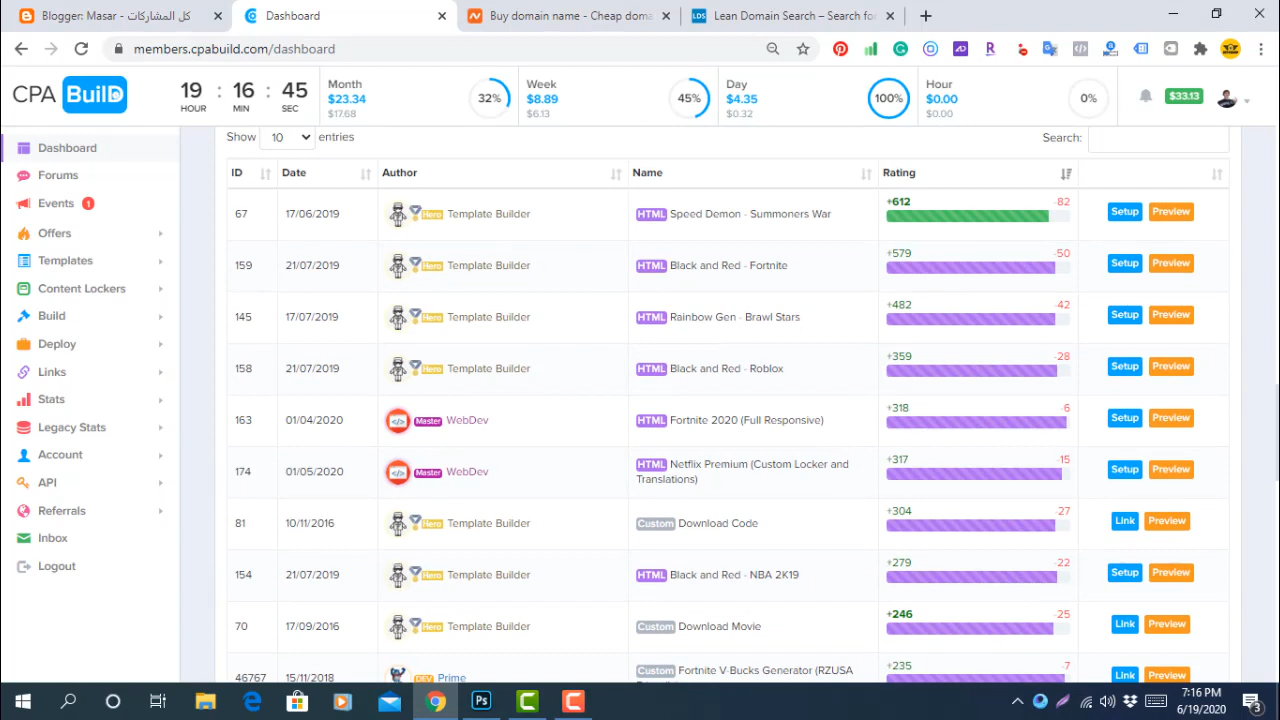 Blogger: Masar - كل المشاركات
Dashboard
Buy domain name - Cheap doma
Lean Domain Search – Search for
members.cpabuild.com/dashboard
CPA BuilD
19 : 16 : 45
HOUR MIN SEC
Month
$23.34
$17.68
32%
Week
$8.89
$6.13
45%
Day
$4.35
$0.32
100%
Hour
$0.00
$0.00
0%
$33.13
Dashboard
Forums
Events 1
Offers
Templates
Content Lockers
Build
Deploy
Links
Stats
Legacy Stats
Account
API
Referrals
Inbox
Logout
Show 10 entries
Search:
ID Date Author Name Rating
67 17/06/2019 Hero Template Builder HTML Speed Demon - Summoners War +612 -82 Setup Preview
159 21/07/2019 Hero Template Builder HTML Black and Red - Fortnite +579 -50 Setup Preview
145 17/07/2019 Hero Template Builder HTML Rainbow Gen - Brawl Stars +482 -42 Setup Preview
158 21/07/2019 Hero Template Builder HTML Black and Red - Roblox +359 -28 Setup Preview
163 01/04/2020 Master WebDev HTML Fortnite 2020 (Full Responsive) +318 -6 Setup Preview
174 01/05/2020 Master WebDev HTML Netflix Premium (Custom Locker and
Translations) +317 -15 Setup Preview
81 10/11/2016 Hero Template Builder Custom Download Code +304 -27 Link Preview
154 21/07/2019 Hero Template Builder HTML Black and Red - NBA 2K19 +279 -22 Setup Preview
70 17/09/2016 Hero Template Builder Custom Download Movie +246 -25 Link Preview
46767 15/11/2018 DEV Prime Custom Fortnite V-Bucks Generator (RZUSA +235 -7 Link Preview
7:16 PM
6/19/2020
3